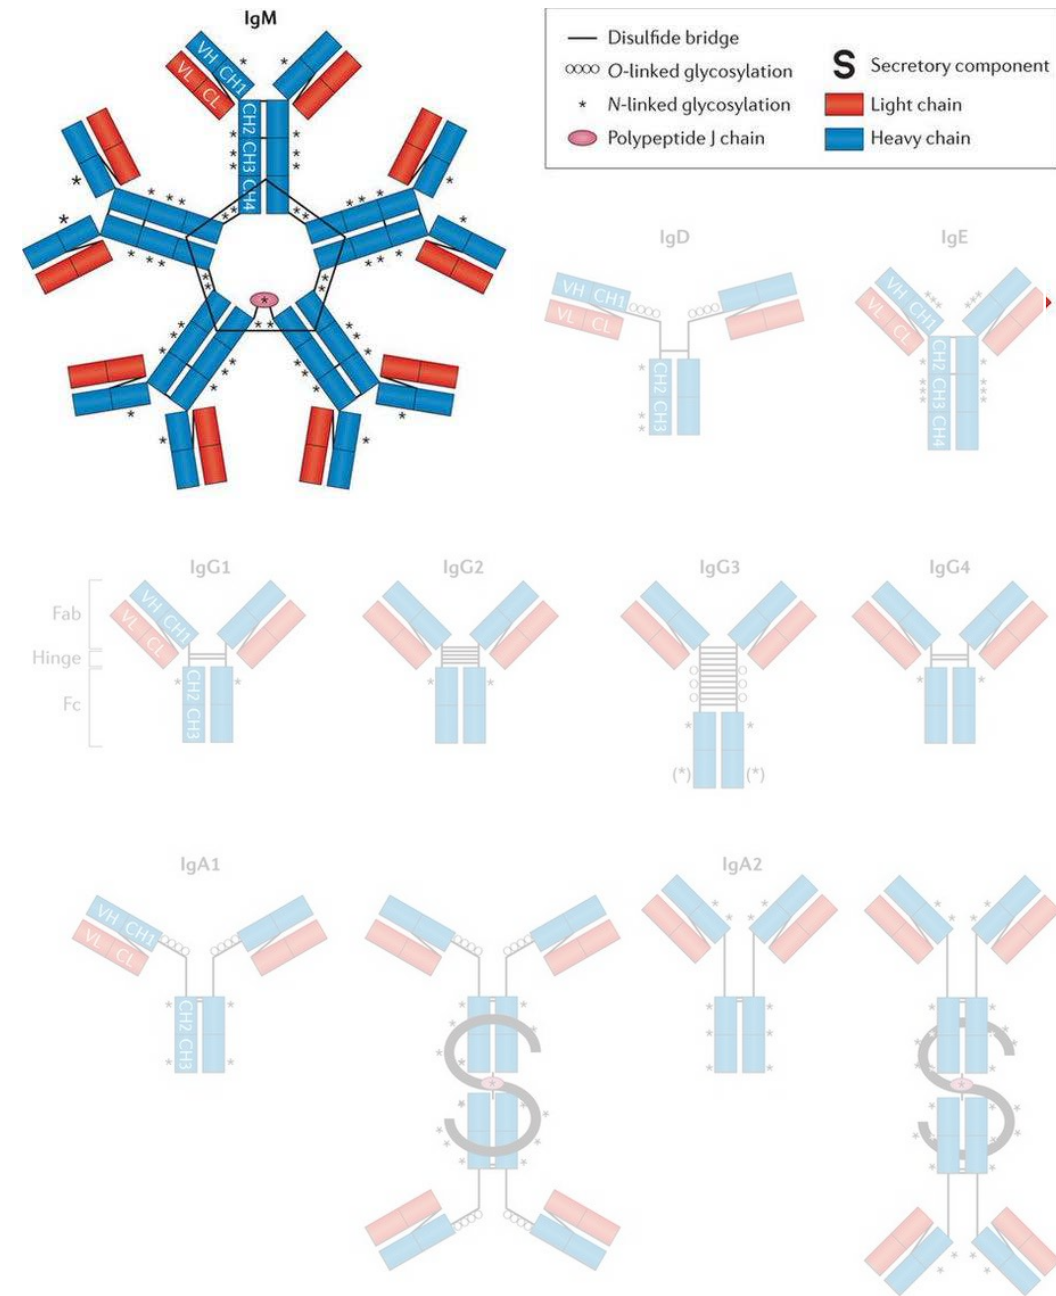 IgM
VH CH1
VL CL
CH2 CH3 CH4
Disulfide bridge
O-linked glycosylation
* N-linked glycosylation
Polypeptide J chain
S Secretory component
Light chain
Heavy chain
IgD
VH CH1
VL CL
CH2 CH3
IgE
VH CH1
VL CL
CH2 CH3 CH4
IgG1
IgG2
IgG3
IgG4
Fab
Hinge
Fc
VH CH1
VL CL
CH2 CH3
(*)
(*)
IgA1
VH CH1
VL CL
CH2 CH3
S
IgA2
S